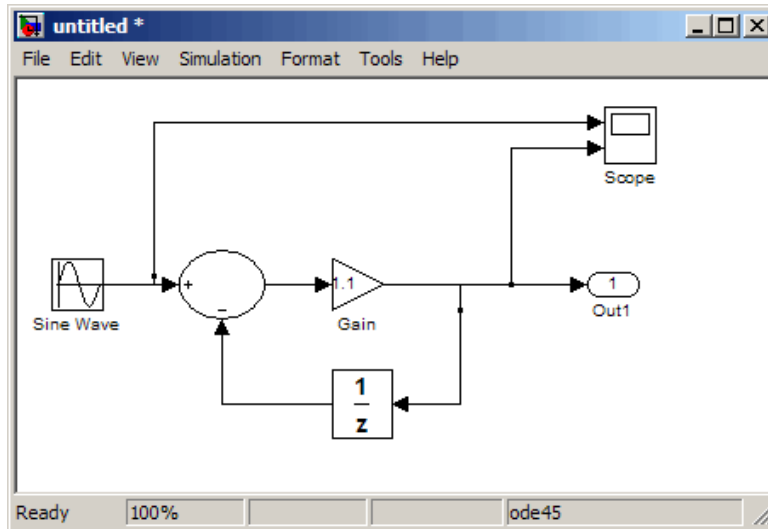 untitled *
File Edit View Simulation Format Tools Help
Scope
+
1.1
1
−
Sine Wave
Gain
Out1
1
z
Ready 100% ode45